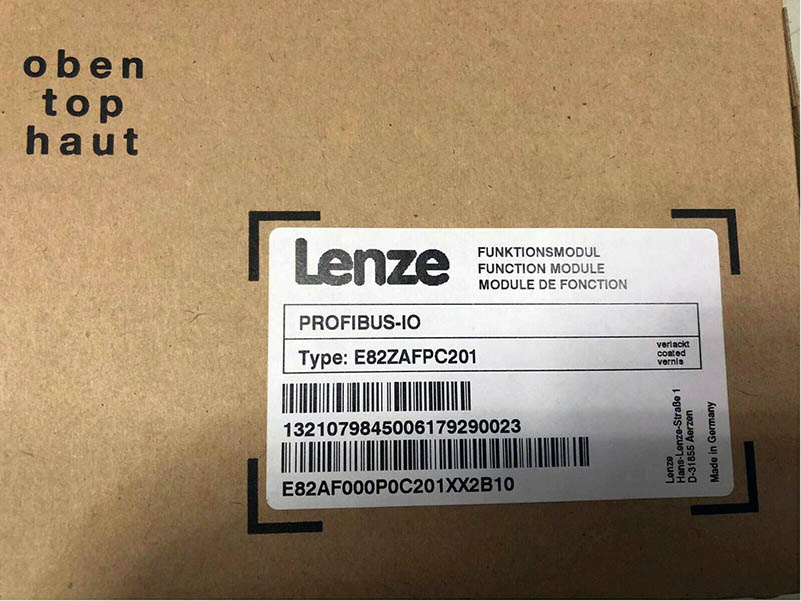 oben
top
haut
Lenze
FUNKTIONSMODUL
FUNCTION MODULE
MODULE DE FONCTION
PROFIBUS-IO
Type: E82ZAFPC201
verlackt
coated
vernis
1321079845006179290023
E82AF000P0C201XX2B10
Lenze
Hans-Lenze-Straße 1
D-31855 Aerzen
Made in Germany